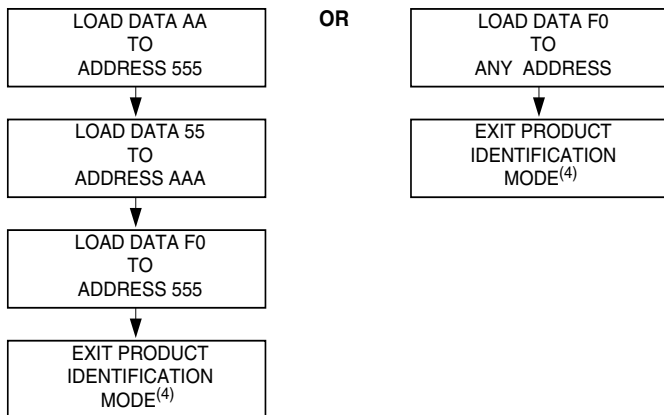 LOAD DATA AA
TO
ADDRESS 555
LOAD DATA 55
TO
ADDRESS AAA
LOAD DATA F0
TO
ADDRESS 555
EXIT PRODUCT
IDENTIFICATION
MODE(4)
OR
LOAD DATA F0
TO
ANY ADDRESS
EXIT PRODUCT
IDENTIFICATION
MODE(4)